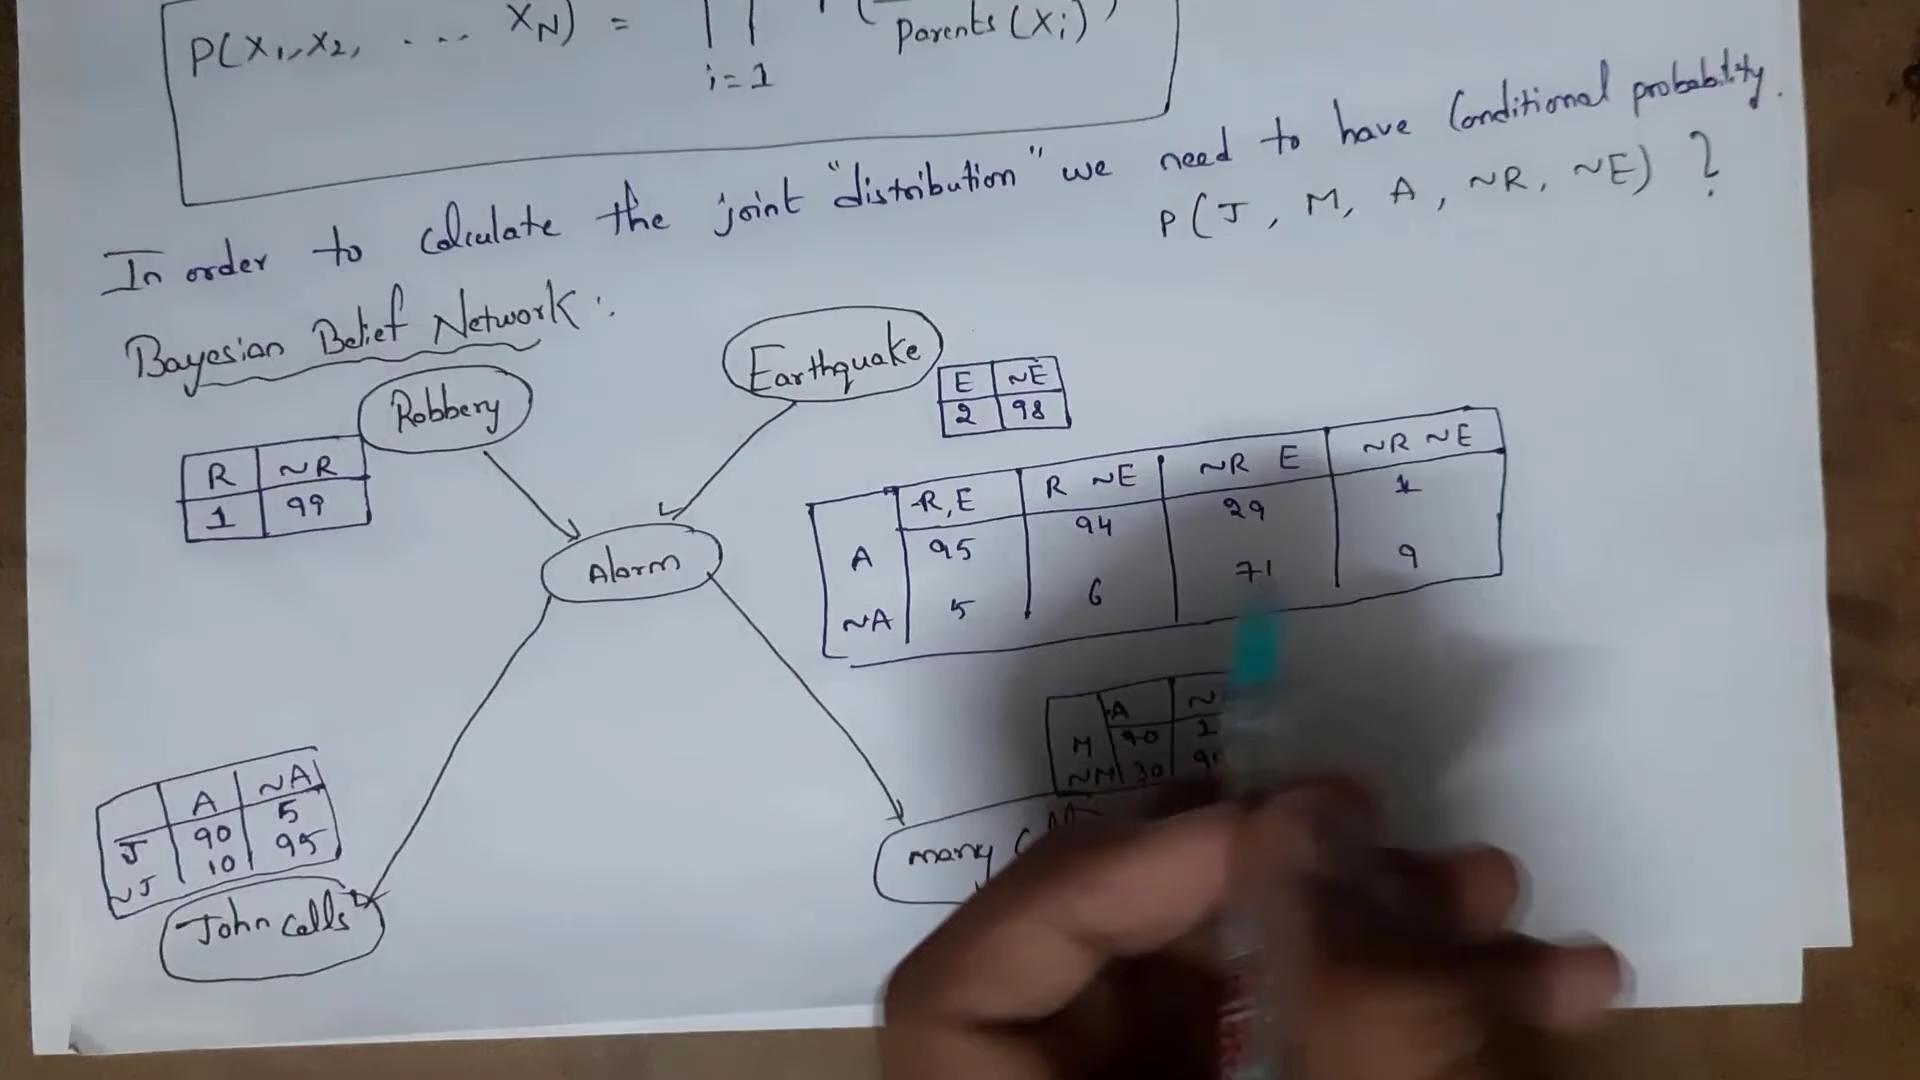 P(X1, X2, ... XN) =
i=1
Parents (Xi)
In order to calculate the joint "distribution" we need to have Conditional probability.
P(J, M, A, ~R, ~E) ?
Bayesian Belief Network:
Robbery
Earthquake
E ~E
2 98
R ~R
1 99
Alarm
R,E R ~E ~R E ~R ~E
A 95 94 29 1
~A 5 6 71 9
A
M 90
~M 30
many
A ~A
J 90 5
~J 10 95
John calls